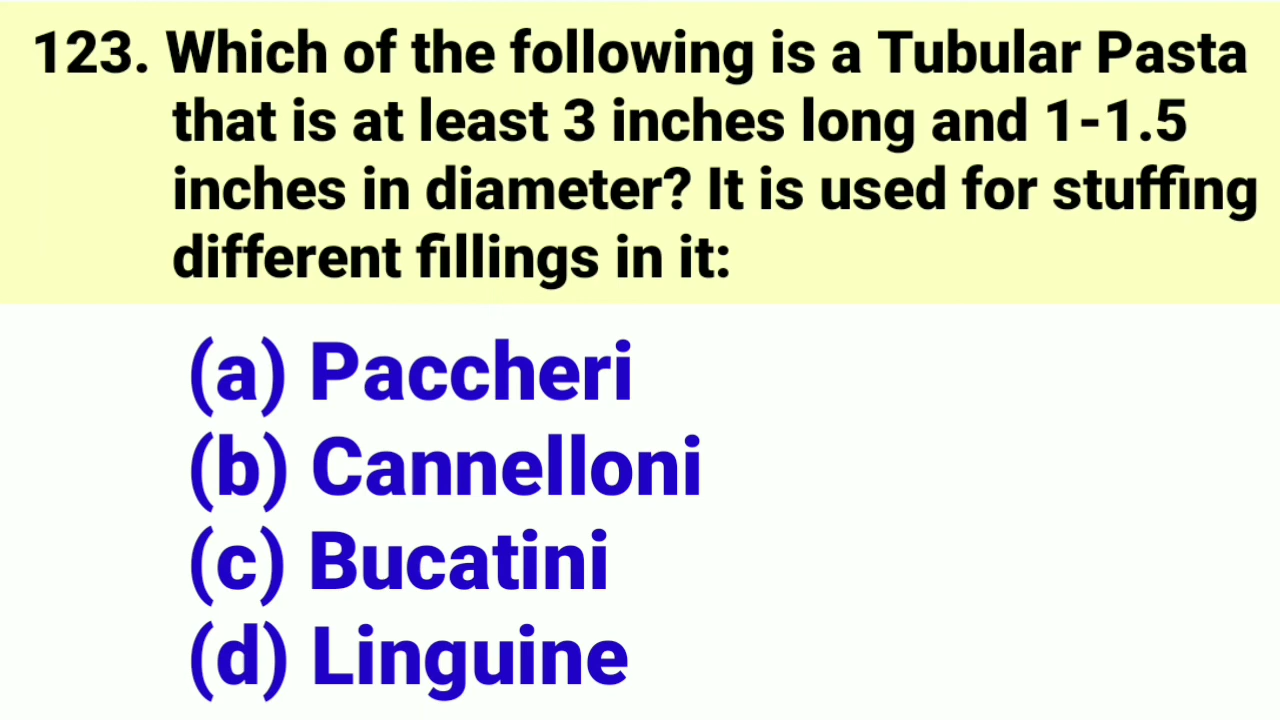 123. Which of the following is a Tubular Pasta
that is at least 3 inches long and 1-1.5
inches in diameter? It is used for stuffing
different fillings in it:
(a) Paccheri
(b) Cannelloni
(c) Bucatini
(d) Linguine